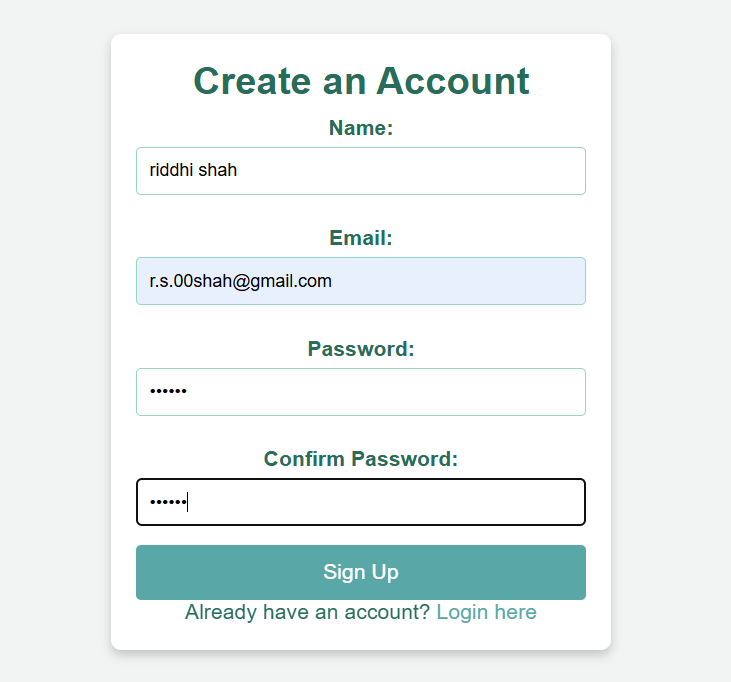 Create an Account
Name:
riddhi shah
Email:
r.s.00shah@gmail.com
Password:
••••••
Confirm Password:
••••••
Sign Up
Already have an account? Login here